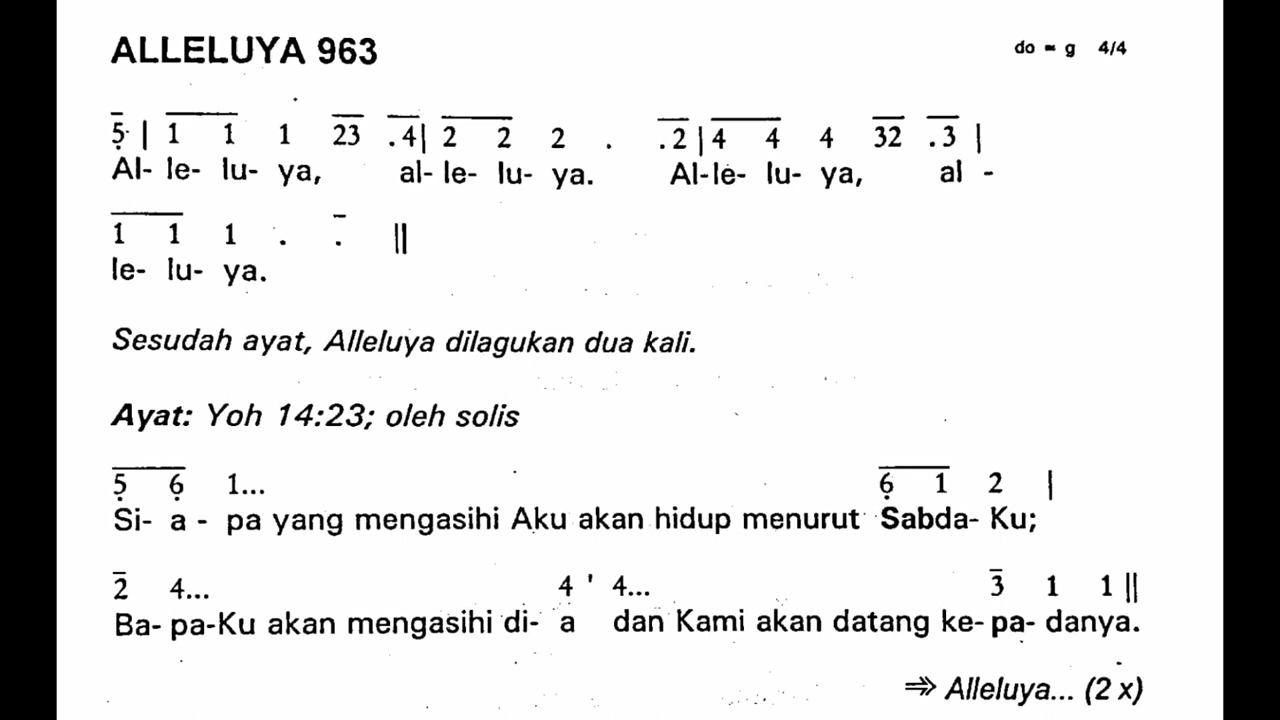 ALLELUYA 963 do = g 4/4
5̣ | 1 1 1 23 .4 | 2 2 2 . .2 | 4 4 4 32 .3 |
Al- le- lu- ya, al- le- lu- ya. Al-le- lu- ya, al -
1 1 1 . . ||
le- lu- ya.
Sesudah ayat, Alleluya dilagukan dua kali.
Ayat: Yoh 14:23; oleh solis
5̣ 6̣ 1... 6̣ 1 2 |
Si- a - pa yang mengasihi Aku akan hidup menurut Sabda- Ku;
2 4... 4 ' 4... 3 1 1 ||
Ba- pa-Ku akan mengasihi di- a dan Kami akan datang ke- pa- danya.
⇒ Alleluya... (2 x)